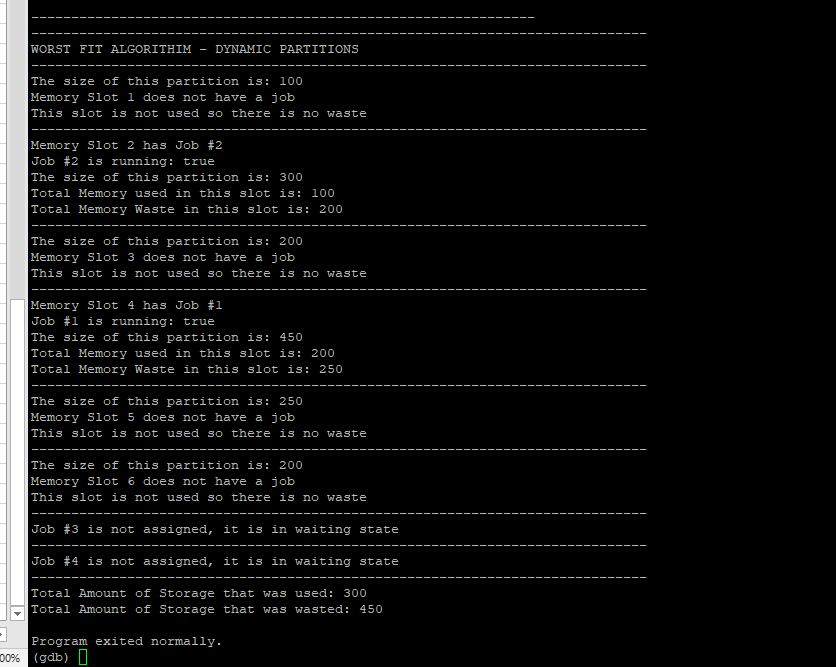 ---------------------------------------------------------------
-----------------------------------------------------------------------------
WORST FIT ALGORITHIM - DYNAMIC PARTITIONS
-----------------------------------------------------------------------------
The size of this partition is: 100
Memory Slot 1 does not have a job
This slot is not used so there is no waste
-----------------------------------------------------------------------------
Memory Slot 2 has Job #2
Job #2 is running: true
The size of this partition is: 300
Total Memory used in this slot is: 100
Total Memory Waste in this slot is: 200
-----------------------------------------------------------------------------
The size of this partition is: 200
Memory Slot 3 does not have a job
This slot is not used so there is no waste
-----------------------------------------------------------------------------
Memory Slot 4 has Job #1
Job #1 is running: true
The size of this partition is: 450
Total Memory used in this slot is: 200
Total Memory Waste in this slot is: 250
-----------------------------------------------------------------------------
The size of this partition is: 250
Memory Slot 5 does not have a job
This slot is not used so there is no waste
-----------------------------------------------------------------------------
The size of this partition is: 200
Memory Slot 6 does not have a job
This slot is not used so there is no waste
-----------------------------------------------------------------------------
Job #3 is not assigned, it is in waiting state
-----------------------------------------------------------------------------
Job #4 is not assigned, it is in waiting state
-----------------------------------------------------------------------------
Total Amount of Storage that was used: 300
Total Amount of Storage that was wasted: 450
Program exited normally.
(gdb)
00%